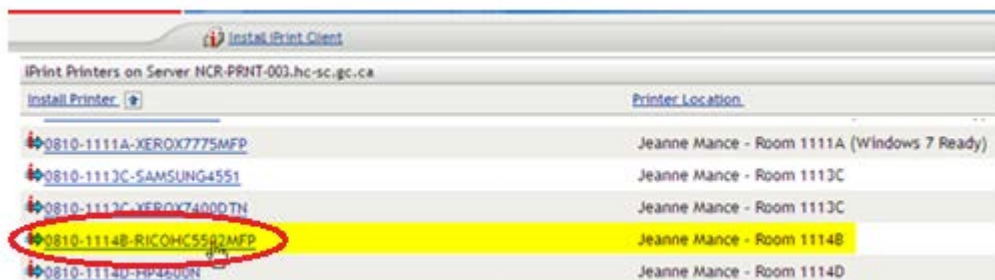 Install iPrint Client
iPrint Printers on Server NCR-PRNT-003.hc-sc.gc.ca
Install Printer Printer Location
0810-1111A-XEROX7775MFP Jeanne Mance - Room 1111A (Windows 7 Ready)
0810-1113C-SAMSUNG4551 Jeanne Mance - Room 1113C
0810-1113C-XEROX7400DTN Jeanne Mance - Room 1113C
0810-1114B-RICOHC5502MFP Jeanne Mance - Room 1114B
0810-1114D-HP4600N Jeanne Mance - Room 1114D